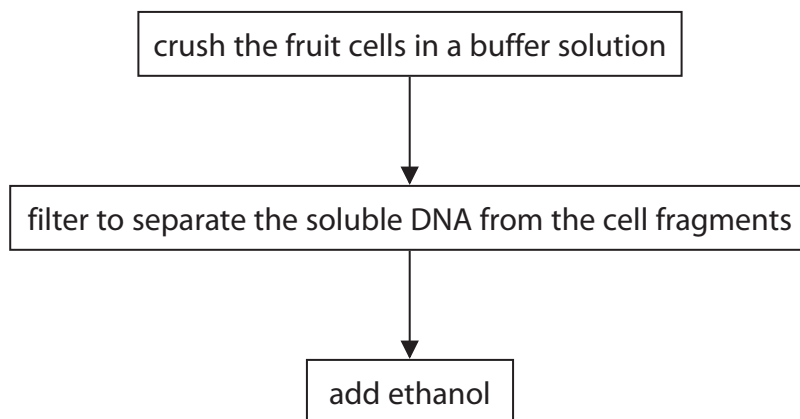 crush the fruit cells in a buffer solution
filter to separate the soluble DNA from the cell fragments
add ethanol